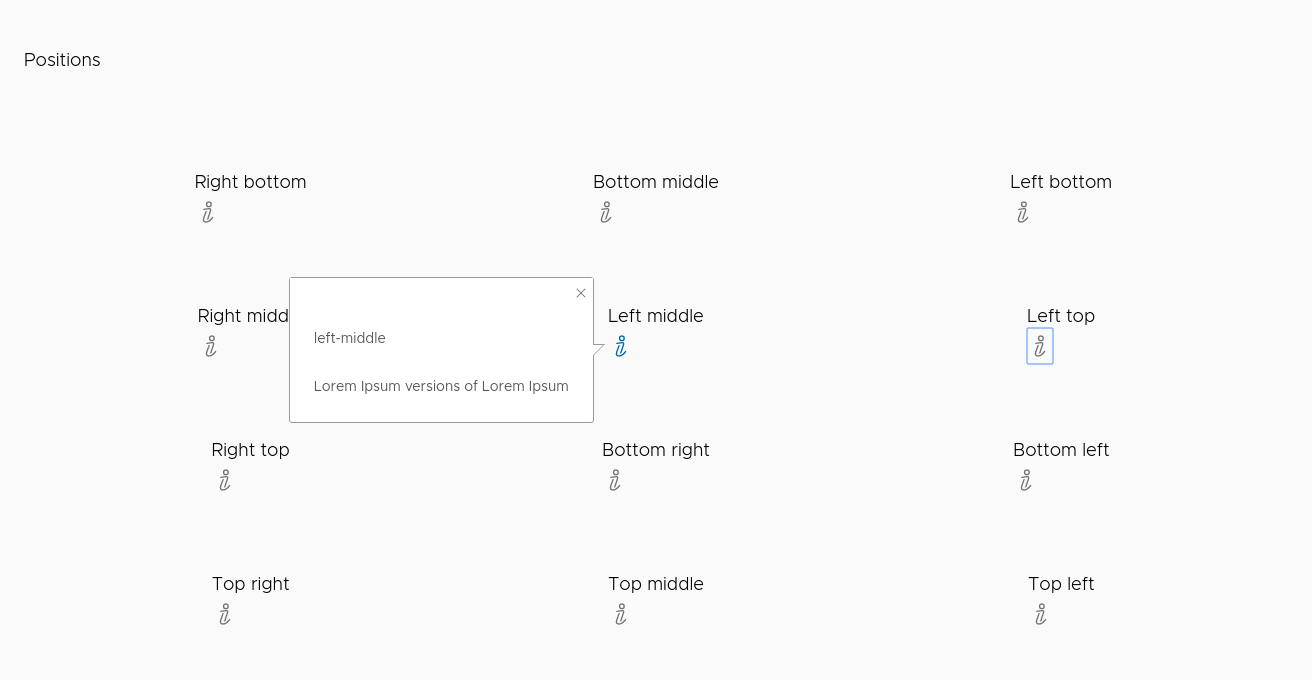 Positions
Right bottom
Bottom middle
Left bottom
Right midd
left-middle
Lorem Ipsum versions of Lorem Ipsum
Left middle
Left top
Right top
Bottom right
Bottom left
Top right
Top middle
Top left